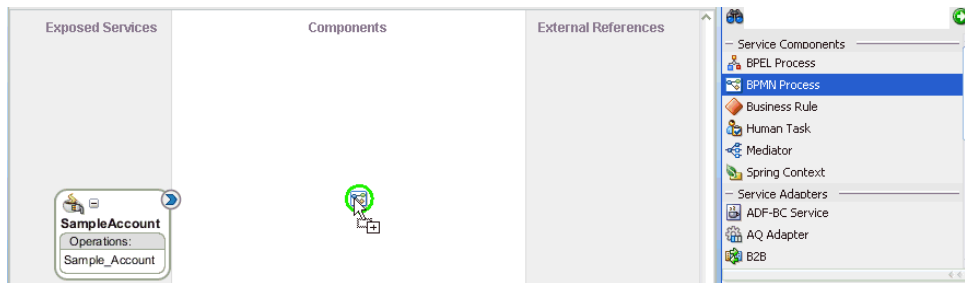 Exposed Services
Components
External References
SampleAccount
Operations:
Sample_Account
Service Components
BPEL Process
BPMN Process
Business Rule
Human Task
Mediator
Spring Context
Service Adapters
ADF-BC Service
AQ Adapter
B2B